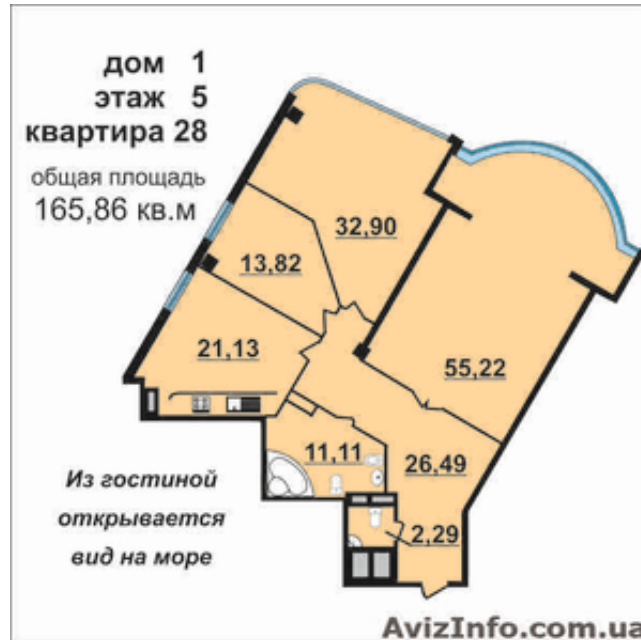 дом 1
этаж 5
квартира 28
общая площадь
165,86 кв.м
32,90
13,82
21,13
55,22
11,11
26,49
2,29
Из гостиной
открывается
вид на море
AvizInfo.com.ua